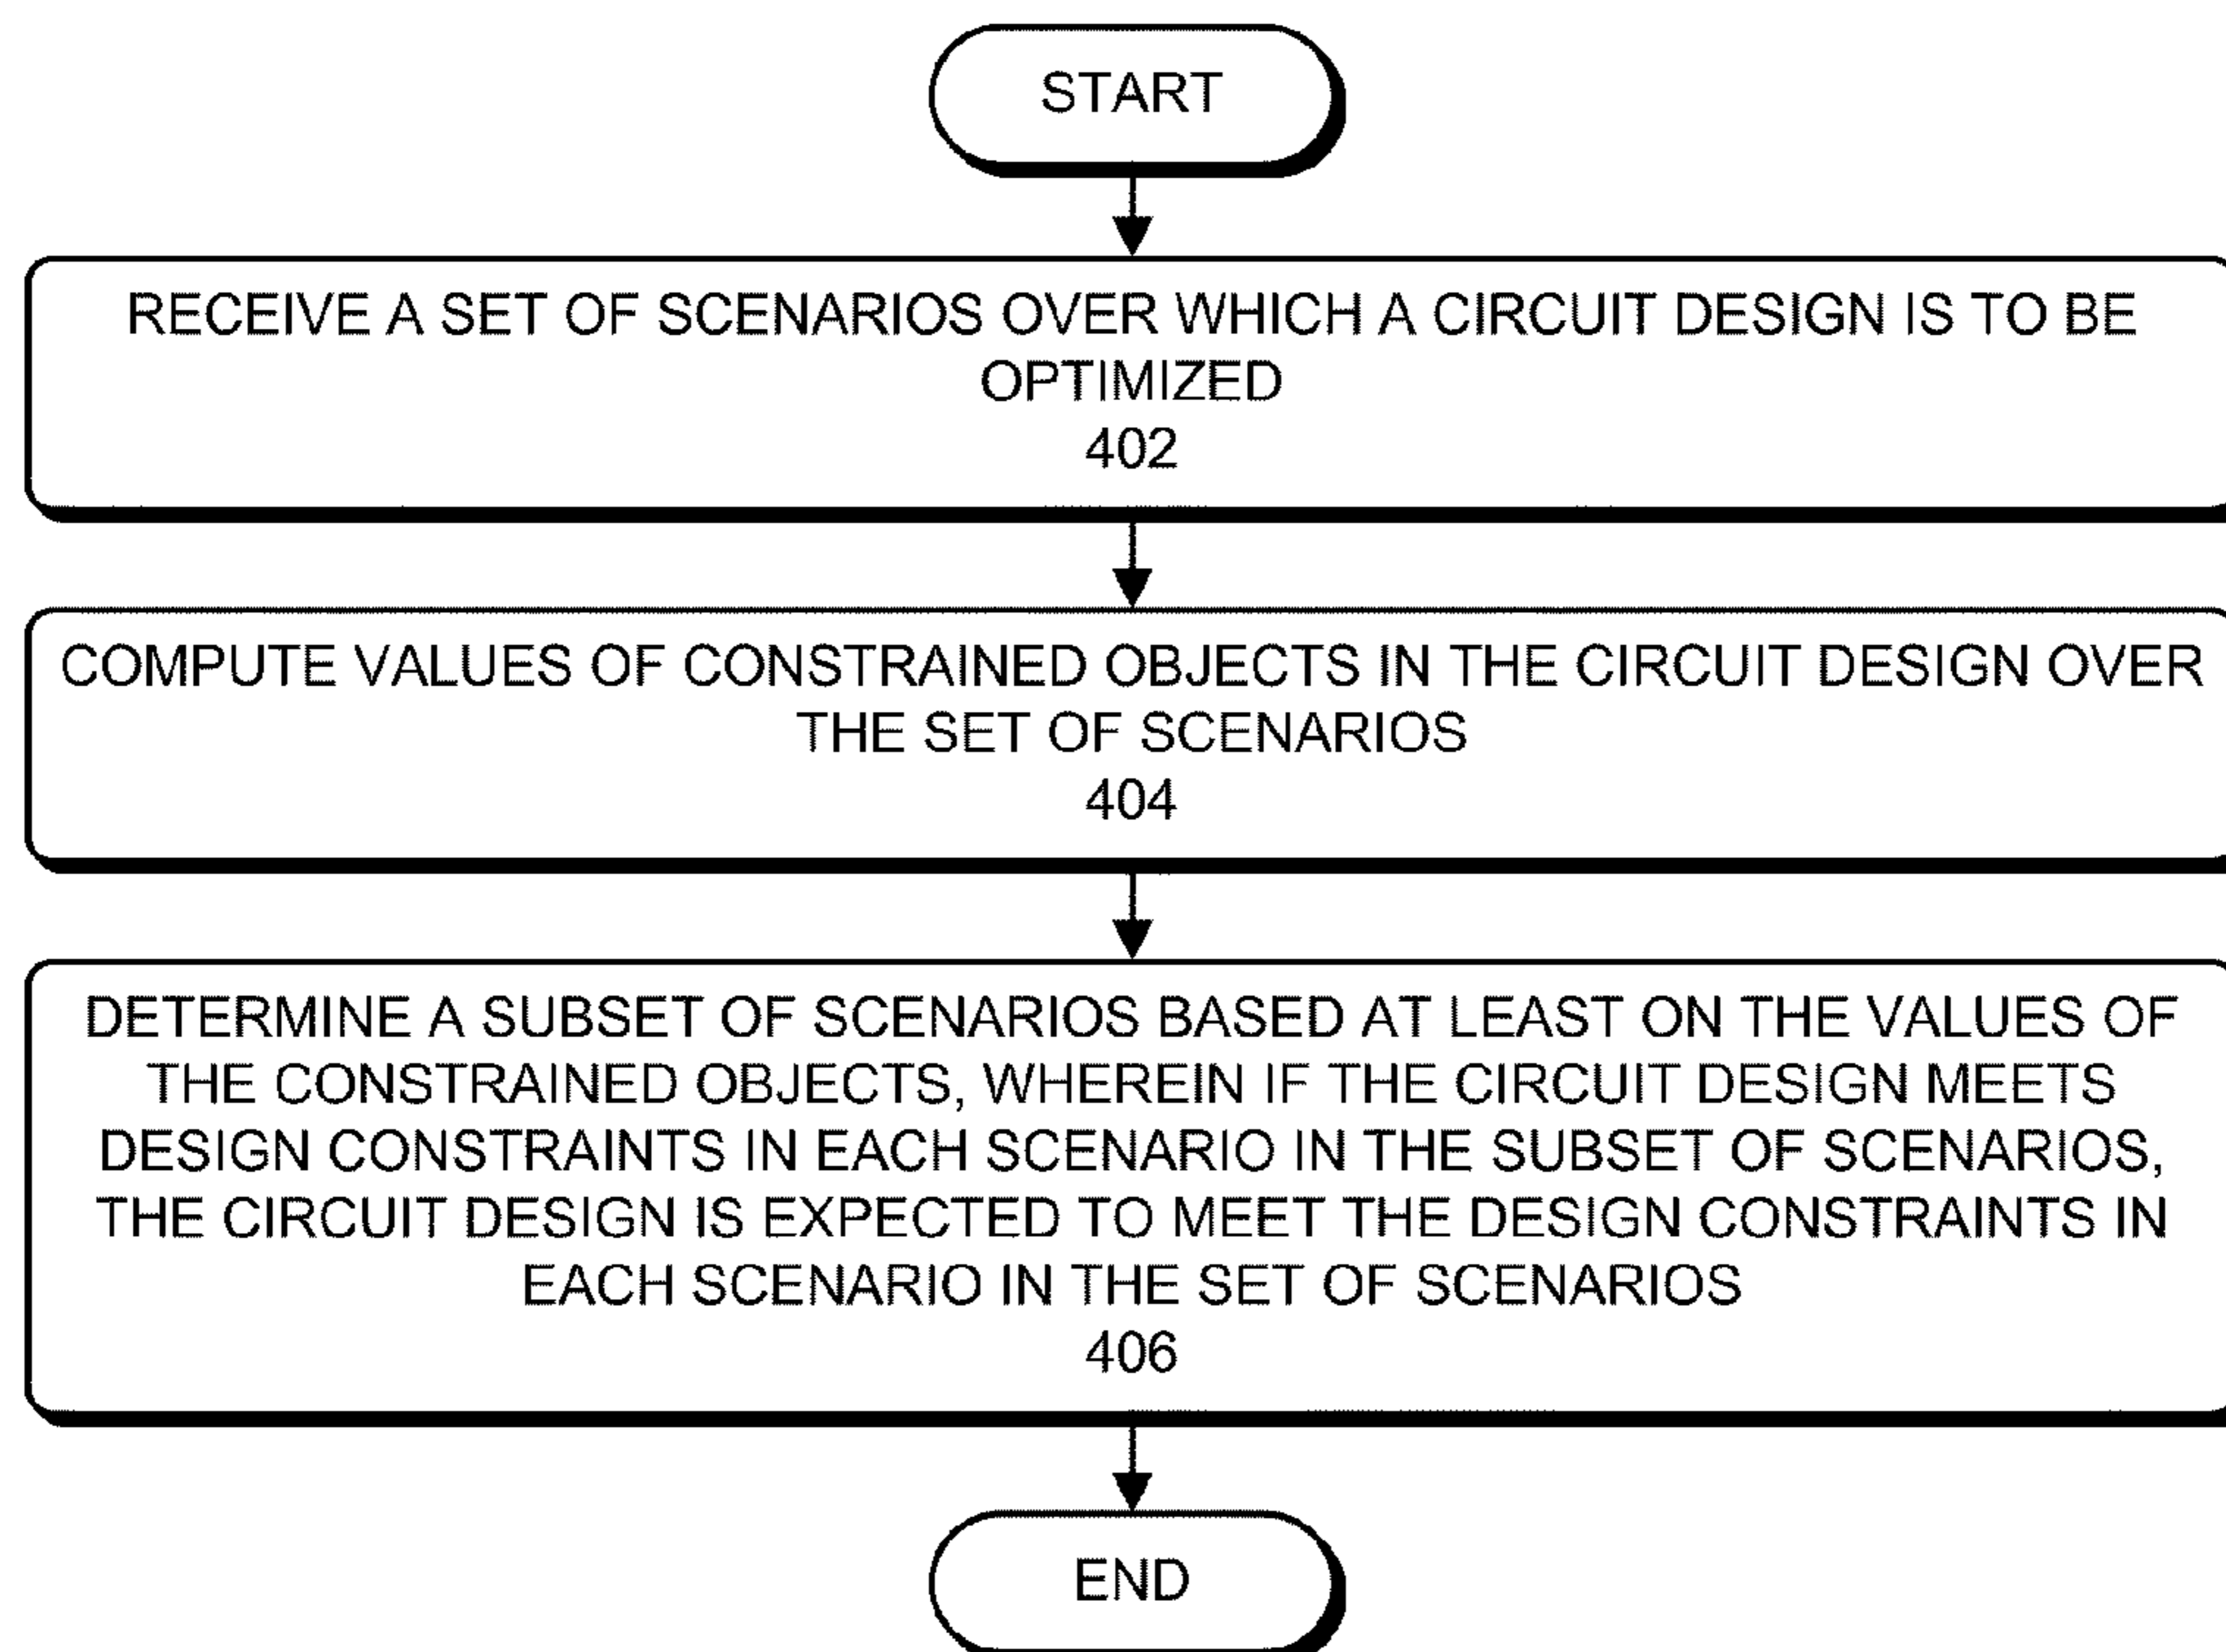 START
RECEIVE A SET OF SCENARIOS OVER WHICH A CIRCUIT DESIGN IS TO BE
OPTIMIZED
402
COMPUTE VALUES OF CONSTRAINED OBJECTS IN THE CIRCUIT DESIGN OVER
THE SET OF SCENARIOS
404
DETERMINE A SUBSET OF SCENARIOS BASED AT LEAST ON THE VALUES OF
THE CONSTRAINED OBJECTS, WHEREIN IF THE CIRCUIT DESIGN MEETS
DESIGN CONSTRAINTS IN EACH SCENARIO IN THE SUBSET OF SCENARIOS,
THE CIRCUIT DESIGN IS EXPECTED TO MEET THE DESIGN CONSTRAINTS IN
EACH SCENARIO IN THE SET OF SCENARIOS
406
END